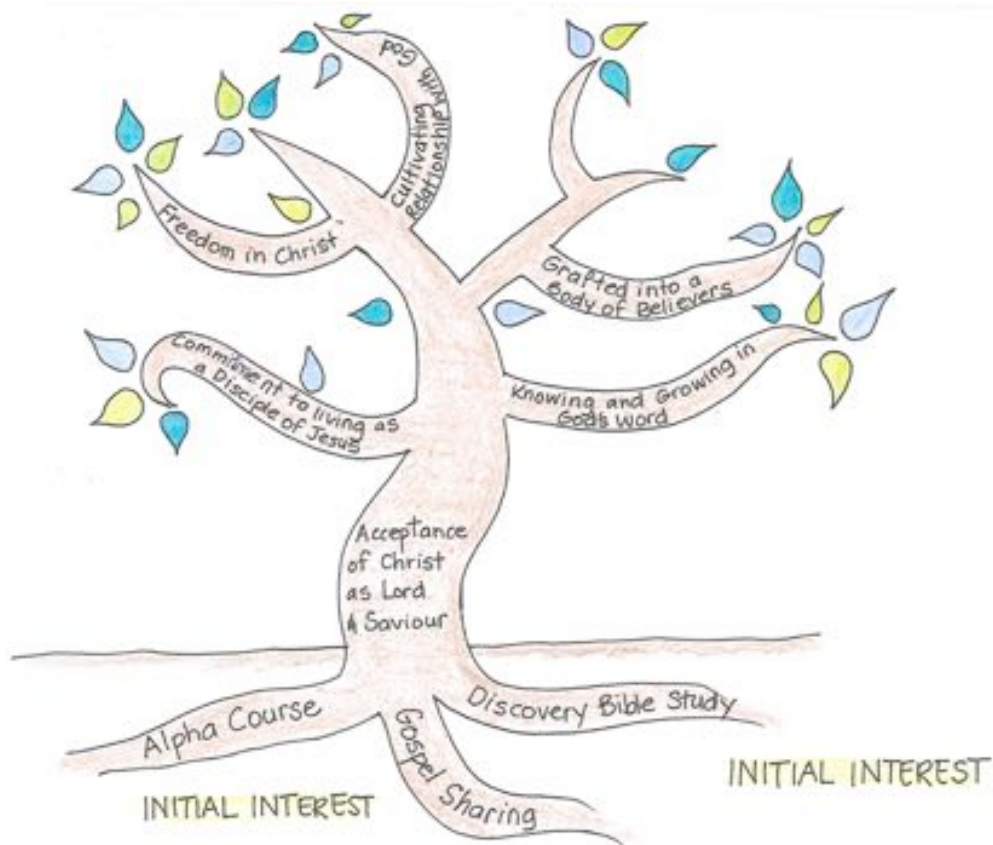 Cultivating
Relationship with God
Freedom in Christ
Grafted into a
Body of Believers
Commitment to living as
a Disciple of Jesus
Knowing and Growing in
God's Word
Acceptance
of Christ
as Lord
& Saviour
Alpha Course
Gospel Sharing
Discovery Bible Study
INITIAL INTEREST
INITIAL INTEREST